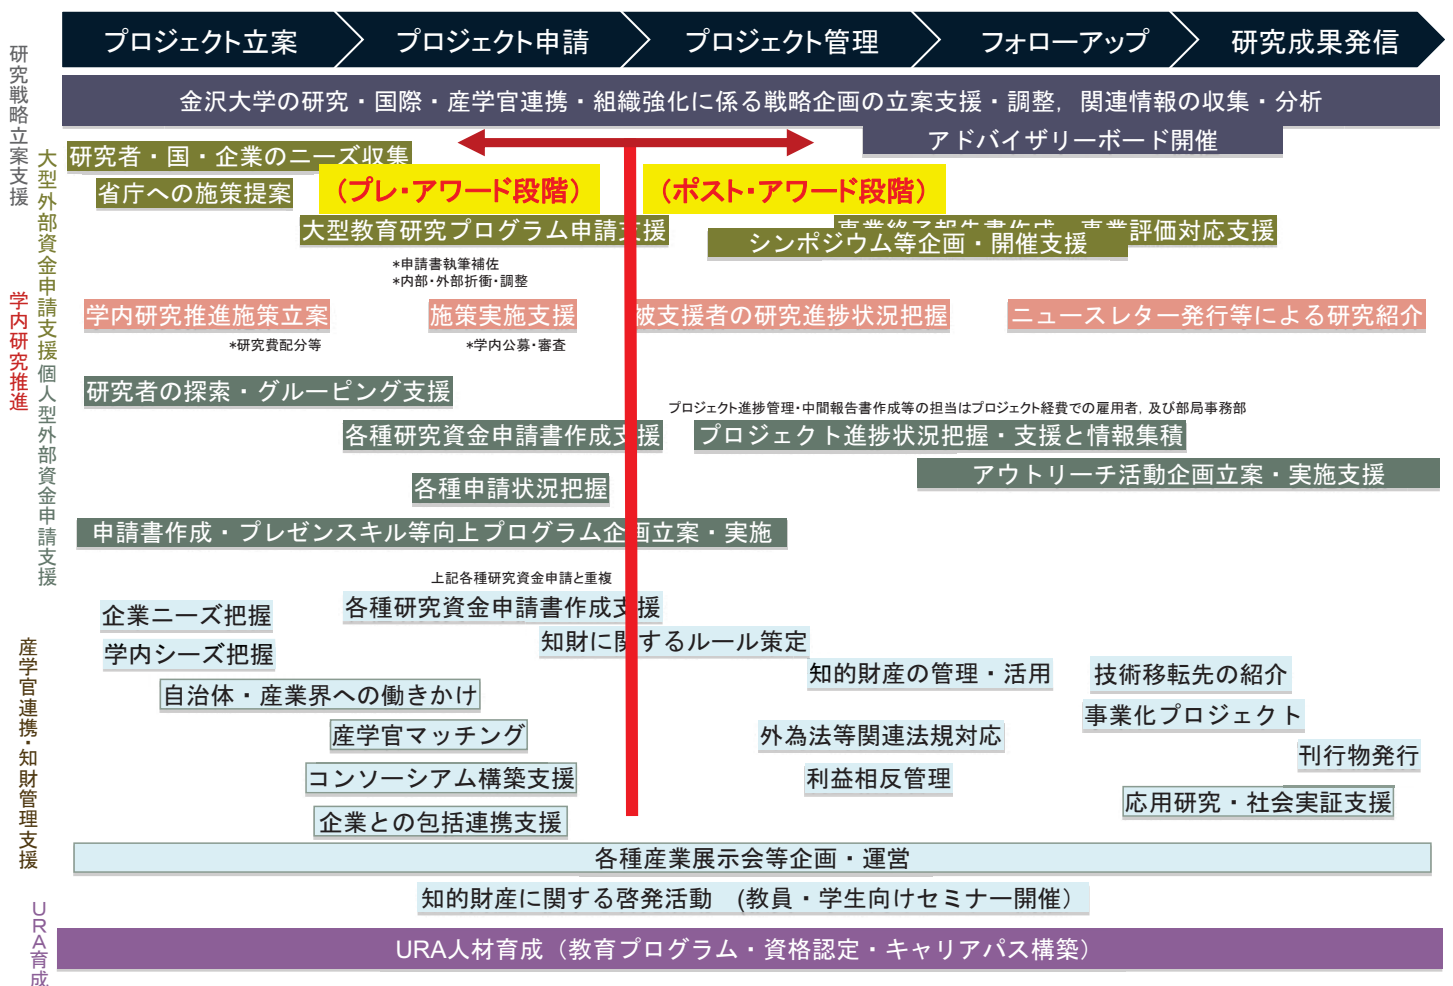 プロジェクト立案
プロジェクト申請
プロジェクト管理
フォローアップ
研究成果発信
研究戦略立案支援
金沢大学の研究・国際・産学官連携・組織強化に係る戦略企画の立案支援・調整，関連情報の収集・分析
アドバイザリーボード開催
大型外部資金申請支援
研究者・国・企業のニーズ収集
省庁への施策提案
（プレ・アワード段階）
（ポスト・アワード段階）
大型教育研究プログラム申請支援
事業終了報告書作成・事業評価対応支援
シンポジウム等企画・開催支援
*申請書執筆補佐
*内部・外部折衝・調整
学内研究推進
学内研究推進施策立案
施策実施支援
被支援者の研究進捗状況把握
ニュースレター発行等による研究紹介
*研究費配分等
*学内公募・審査
個人型外部資金申請支援
研究者の探索・グルーピング支援
プロジェクト進捗管理・中間報告書作成等の担当はプロジェクト経費での雇用者，及び部局事務部
各種研究資金申請書作成支援
プロジェクト進捗状況把握・支援と情報集積
アウトリーチ活動企画立案・実施支援
各種申請状況把握
申請書作成・プレゼンスキル等向上プログラム企画立案・実施
産学官連携・知財管理支援
上記各種研究資金申請と重複
企業ニーズ把握
各種研究資金申請書作成支援
学内シーズ把握
知財に関するルール策定
知的財産の管理・活用
技術移転先の紹介
自治体・産業界への働きかけ
事業化プロジェクト
産学官マッチング
外為法等関連法規対応
刊行物発行
コンソーシアム構築支援
利益相反管理
応用研究・社会実証支援
企業との包括連携支援
各種産業展示会等企画・運営
知的財産に関する啓発活動　(教員・学生向けセミナー開催）
URA育成
URA人材育成（教育プログラム・資格認定・キャリアパス構築）